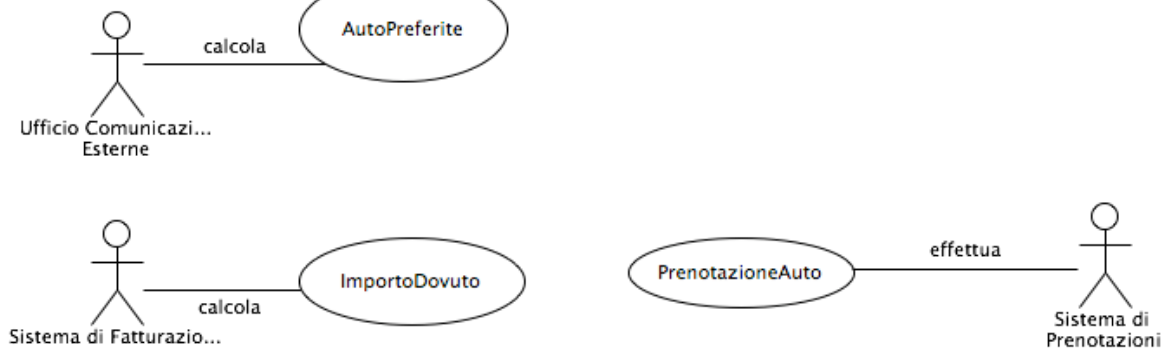 AutoPreferite
calcola
Ufficio Comunicazi...
Esterne
ImportoDovuto
calcola
Sistema di Fatturazio...
PrenotazioneAuto
effettua
Sistema di
Prenotazioni